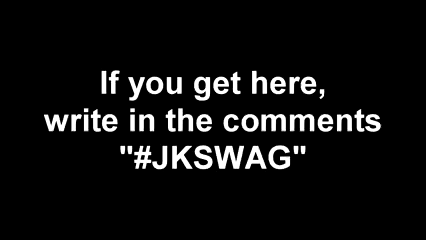 If you get here,
write in the comments
"#JKSWAG"